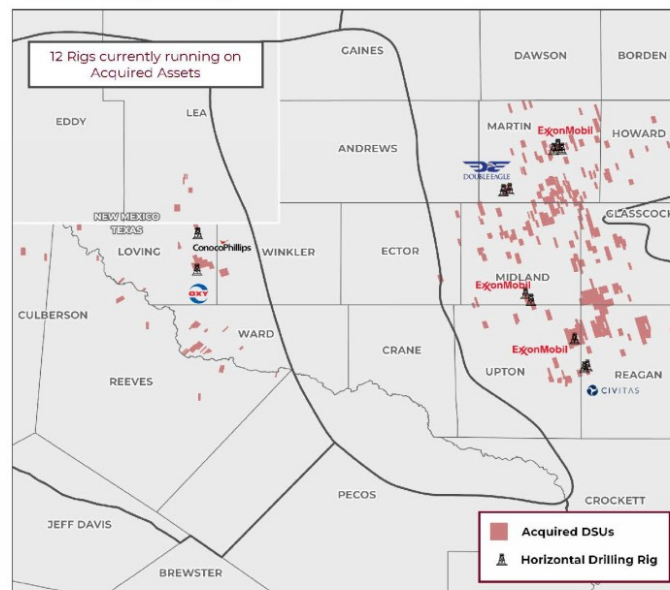 12 Rigs currently running on
Acquired Assets
GAINES
DAWSON
BORDEN
EDDY
LEA
MARTIN
ExxonMobil
HOWARD
ANDREWS
DOUBLEEAGLE
GLASSCOCK
NEW MEXICO
TEXAS
ConocoPhillips
LOVING
WINKLER
ECTOR
MIDLAND
ExxonMobil
OXY
CULBERSON
WARD
CRANE
ExxonMobil
UPTON
REAGAN
REEVES
CIVITAS
PECOS
CROCKETT
JEFF DAVIS
Acquired DSUs
Horizontal Drilling Rig
BREWSTER